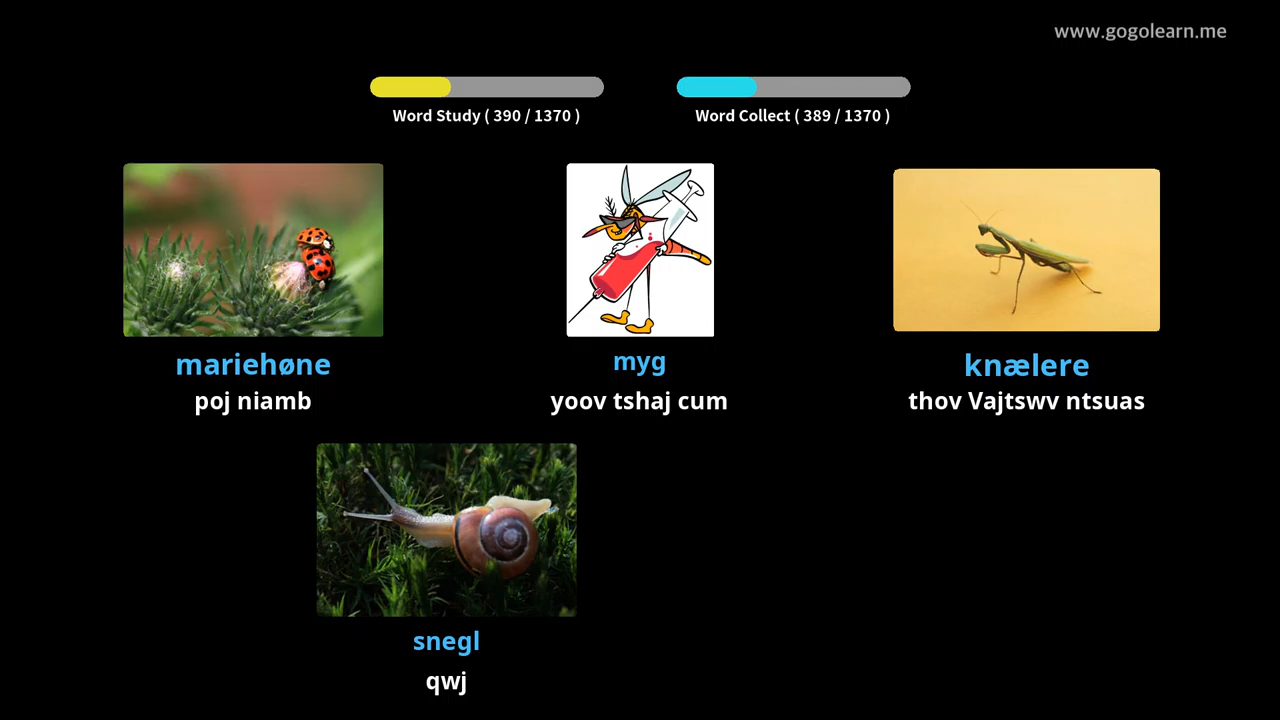 www.gogolearn.me
Word Study ( 390 / 1370 )
Word Collect ( 389 / 1370 )
mariehøne
poj niamb
myg
yoov tshaj cum
knælere
thov Vajtswv ntsuas
snegl
qwj